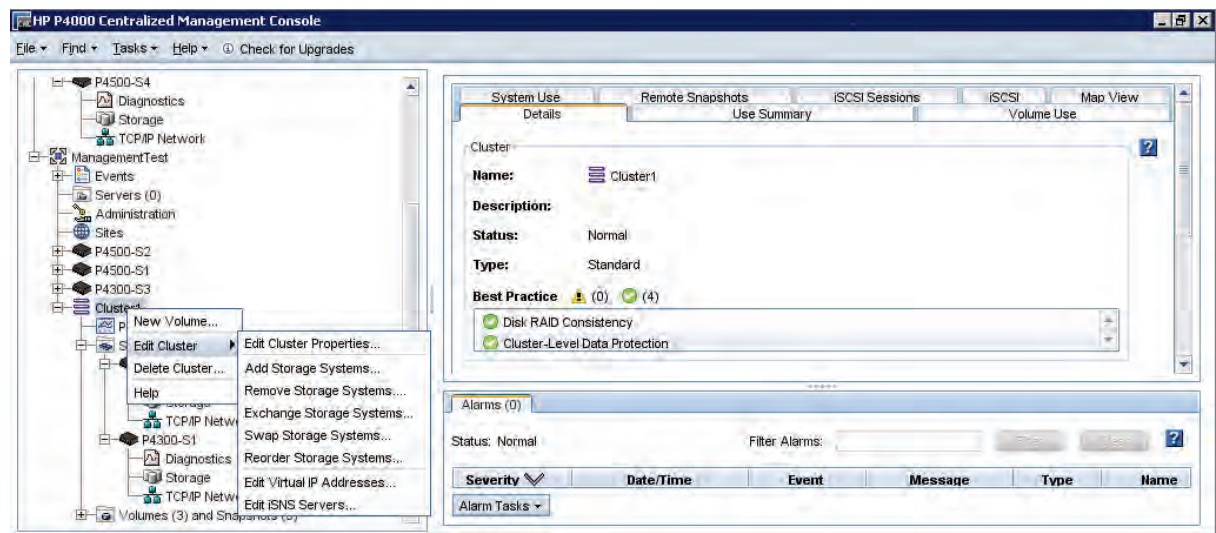 HP P4000 Centralized Management Console
File Find Tasks Help Check for Upgrades
P4500-S4
Diagnostics
Storage
TCP/IP Network
ManagementTest
Events
Servers (0)
Administration
Sites
P4500-S2
P4500-S1
P4300-S3
Cluster1
New Volume...
Edit Cluster
Delete Cluster...
Help
Edit Cluster Properties...
Add Storage Systems...
Remove Storage Systems....
Exchange Storage Systems...
Swap Storage Systems...
Reorder Storage Systems...
Edit Virtual IP Addresses...
Edit iSNS Servers...
Storage
TCP/IP Netw
P4300-S1
Diagnostics
Storage
TCP/IP Netw
Volumes (3) and Snapshots
System Use Remote Snapshots iSCSI Sessions iSCSI Map View
Details Use Summary Volume Use
Cluster
Name: Cluster1
Description:
Status: Normal
Type: Standard
Best Practice (0) (4)
Disk RAID Consistency
Cluster-Level Data Protection
Alarms (0)
Status: Normal Filter Alarms:
Severity Date/Time Event Message Type Name
Alarm Tasks